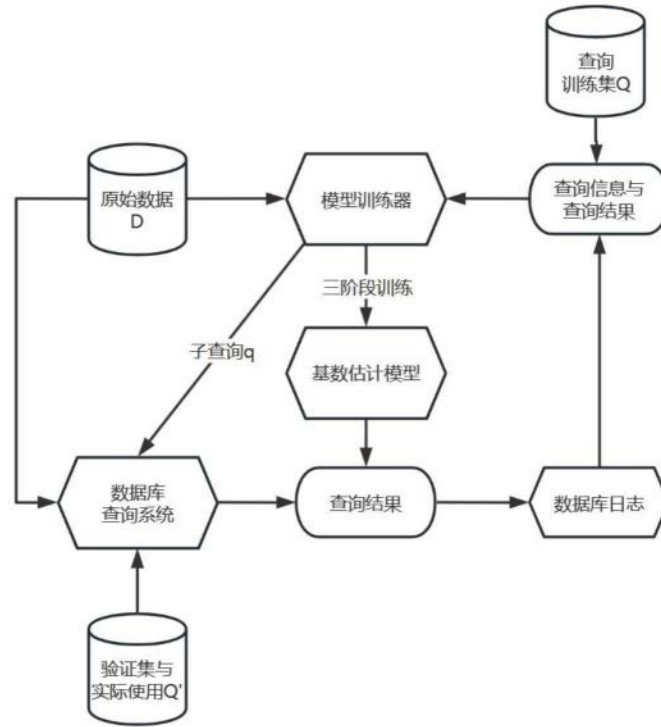 查询
训练集Q
原始数据
D
模型训练器
查询信息与
查询结果
三阶段训练
子查询q
基数估计模型
数据库
查询系统
查询结果
数据库日志
验证集与
实际使用Q'